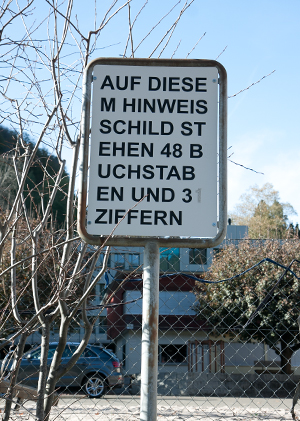 AUF DIESE
M HINWEIS
SCHILD ST
EHEN 48 B
UCHSTAB
EN UND 31
ZIFFERN